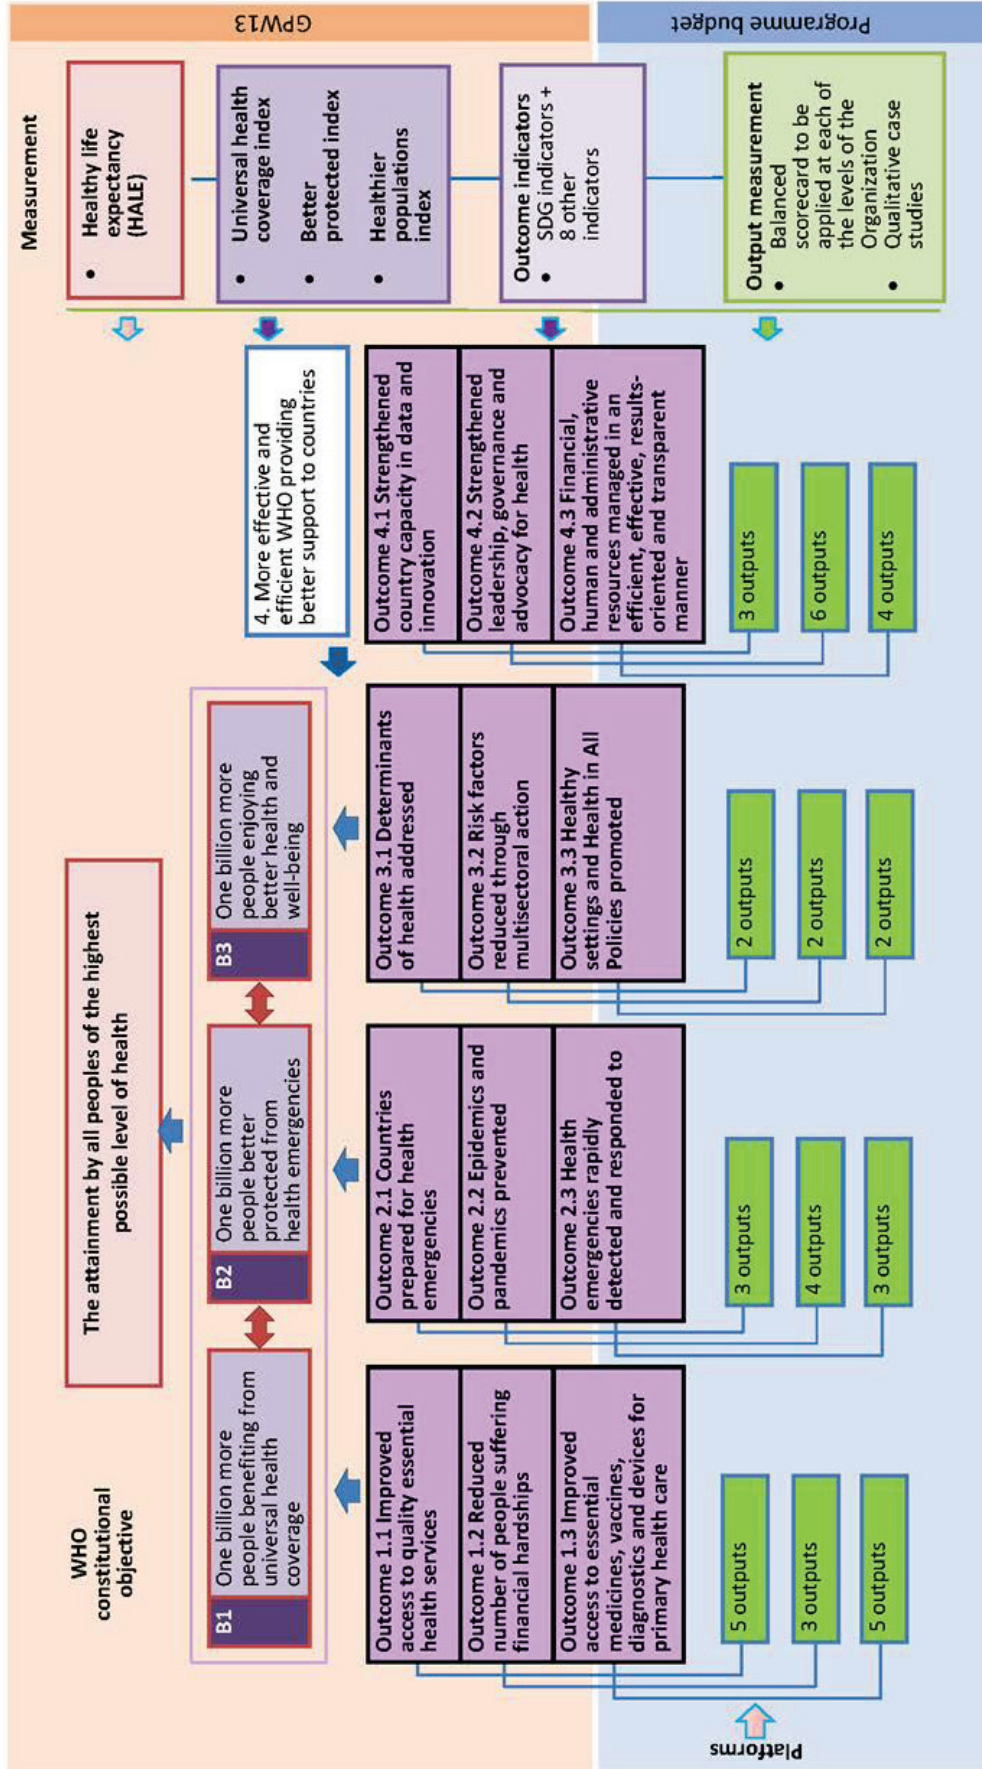 WHO
constitutional
objective
The attainment by all peoples of the highest
possible level of health
Measurement
• Healthy life
expectancy
(HALE)
GPW13
B1
One billion more
people benefiting from
universal health
coverage
B2
One billion more
people better
protected from
health emergencies
B3
One billion more
people enjoying
better health and
well-being
4. More effective and
efficient WHO providing
better support to countries
• Universal health
coverage index
• Better
protected index
• Healthier
populations
index
Outcome 1.1 Improved
access to quality essential
health services
Outcome 1.2 Reduced
number of people suffering
financial hardships
Outcome 1.3 Improved
access to essential
medicines, vaccines,
diagnostics and devices for
primary health care
Outcome 2.1 Countries
prepared for health
emergencies
Outcome 2.2 Epidemics and
pandemics prevented
Outcome 2.3 Health
emergencies rapidly
detected and responded to
Outcome 3.1 Determinants
of health addressed
Outcome 3.2 Risk factors
reduced through
multisectoral action
Outcome 3.3 Healthy
settings and Health in All
Policies promoted
Outcome 4.1 Strengthened
country capacity in data and
innovation
Outcome 4.2 Strengthened
leadership, governance and
advocacy for health
Outcome 4.3 Financial,
human and administrative
resources managed in an
efficient, effective, results-
oriented and transparent
manner
Outcome indicators
• SDG indicators +
8 other
indicators
Platforms
5 outputs
3 outputs
5 outputs
3 outputs
4 outputs
3 outputs
2 outputs
2 outputs
2 outputs
3 outputs
6 outputs
4 outputs
Output measurement
• Balanced
scorecard to be
applied at each of
the levels of the
Organization
• Qualitative case
studies
Programme budget